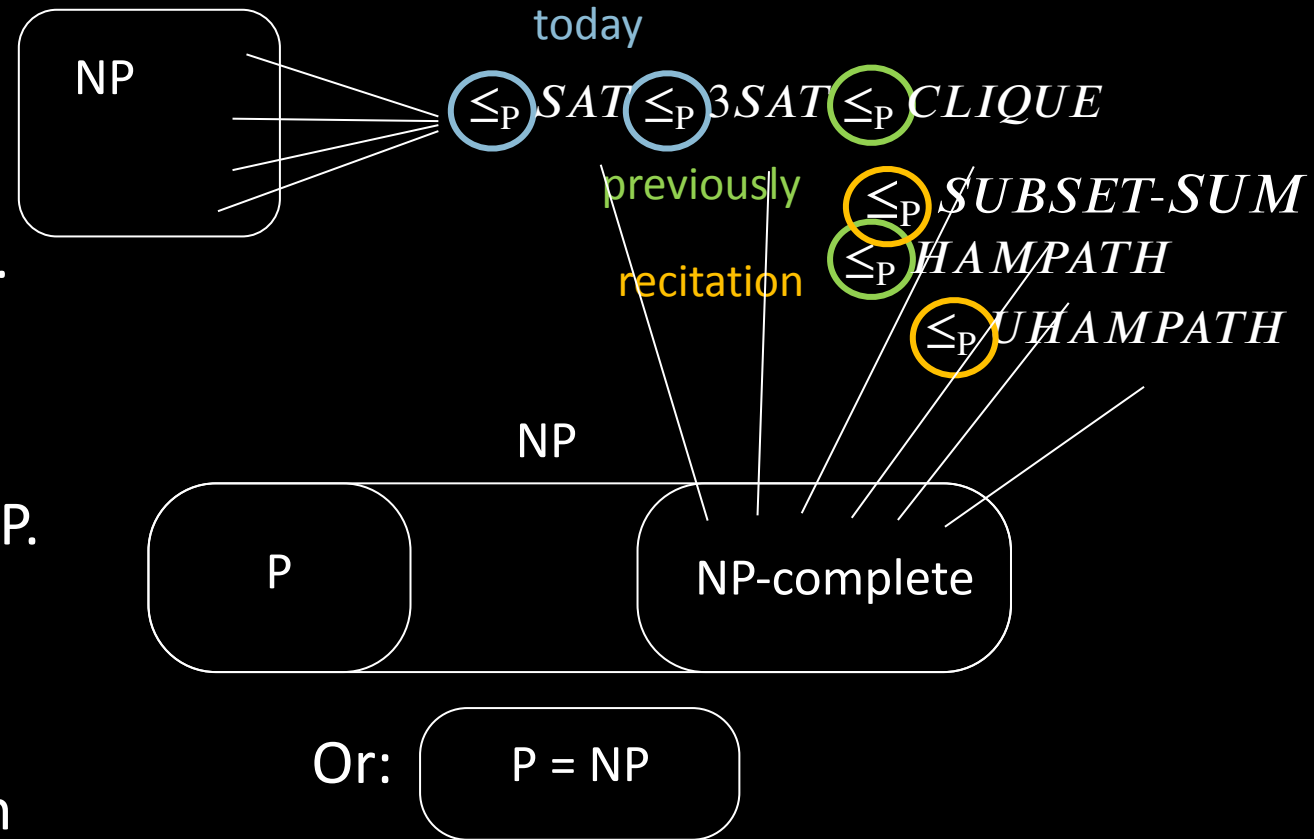 today
NP
≤P SAT ≤P 3SAT ≤P CLIQUE
previously
≤P SUBSET-SUM
.
recitation
≤P HAMPATH
≤P UHAMPATH
NP
P.
P
NP-complete
Or:
P = NP
n